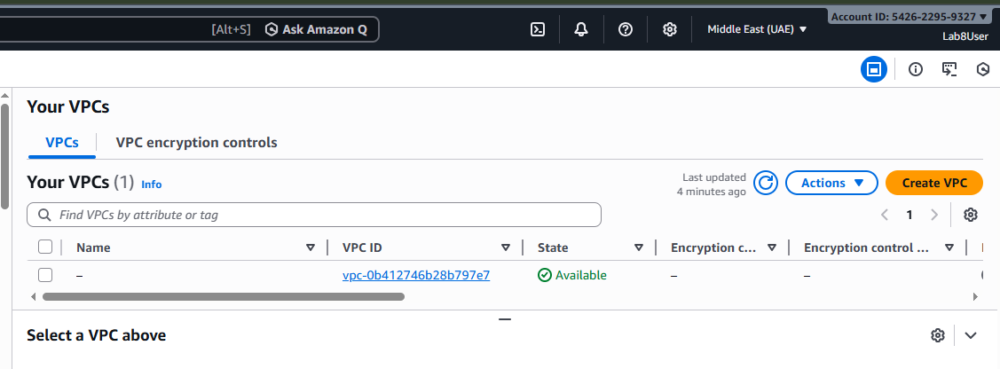 [Alt+S] Ask Amazon Q Middle East (UAE) Account ID: 5426-2295-9327
Lab8User
Your VPCs
VPCs VPC encryption controls
Your VPCs (1) Info Last updated 4 minutes ago Actions Create VPC
Find VPCs by attribute or tag 1
Name VPC ID State Encryption c... Encryption control ...
– vpc-0b412746b28b797e7 Available – –
Select a VPC above